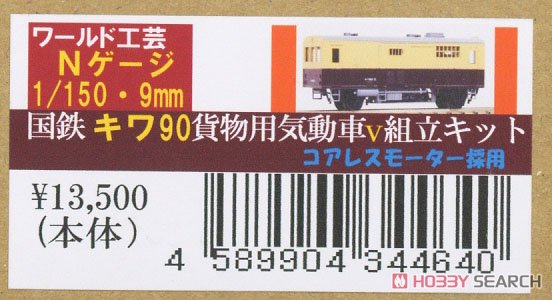 ワールド工芸
Nゲージ
1/150・9mm
国鉄 キワ90貨物用気動車v組立キット
コアレスモーター採用
¥13,500
(本体)
4 589904 344640
HOBBY SEARCH